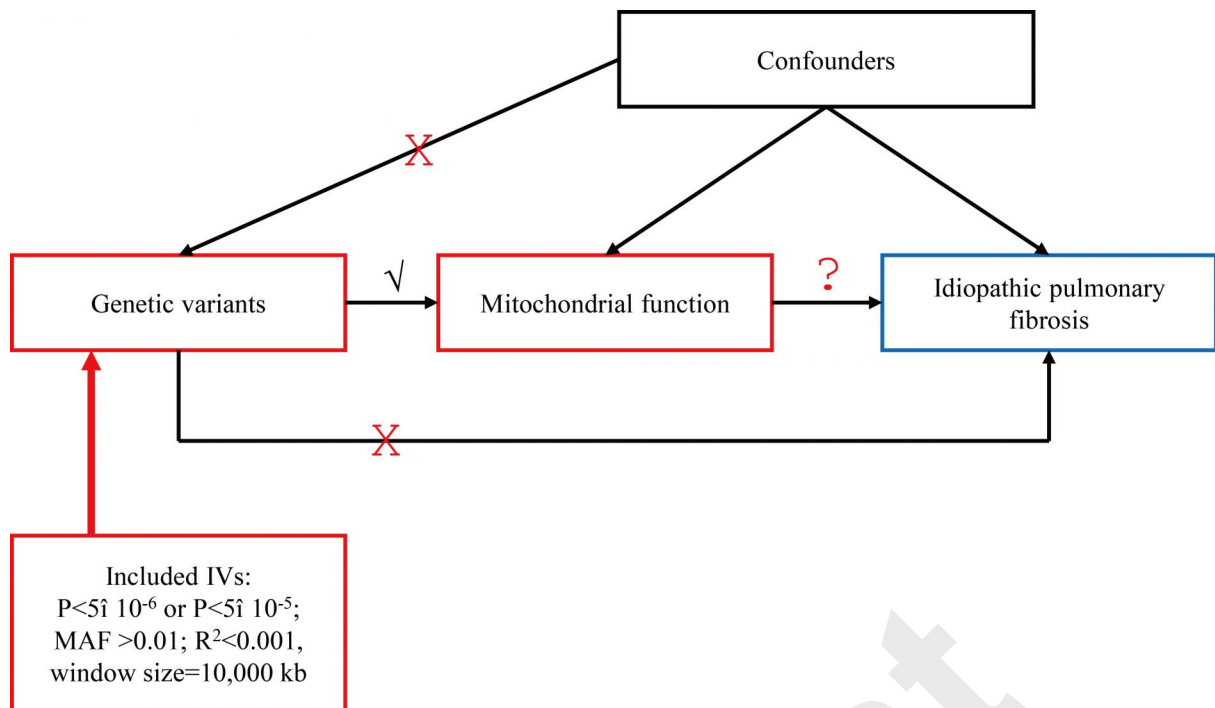 Confounders
X
Genetic variants
√
Mitochondrial function
?
Idiopathic pulmonary
fibrosis
X
Included IVs:
P<5î 10⁻⁶ or P<5î 10⁻⁵;
MAF >0.01; R²<0.001,
window size=10,000 kb